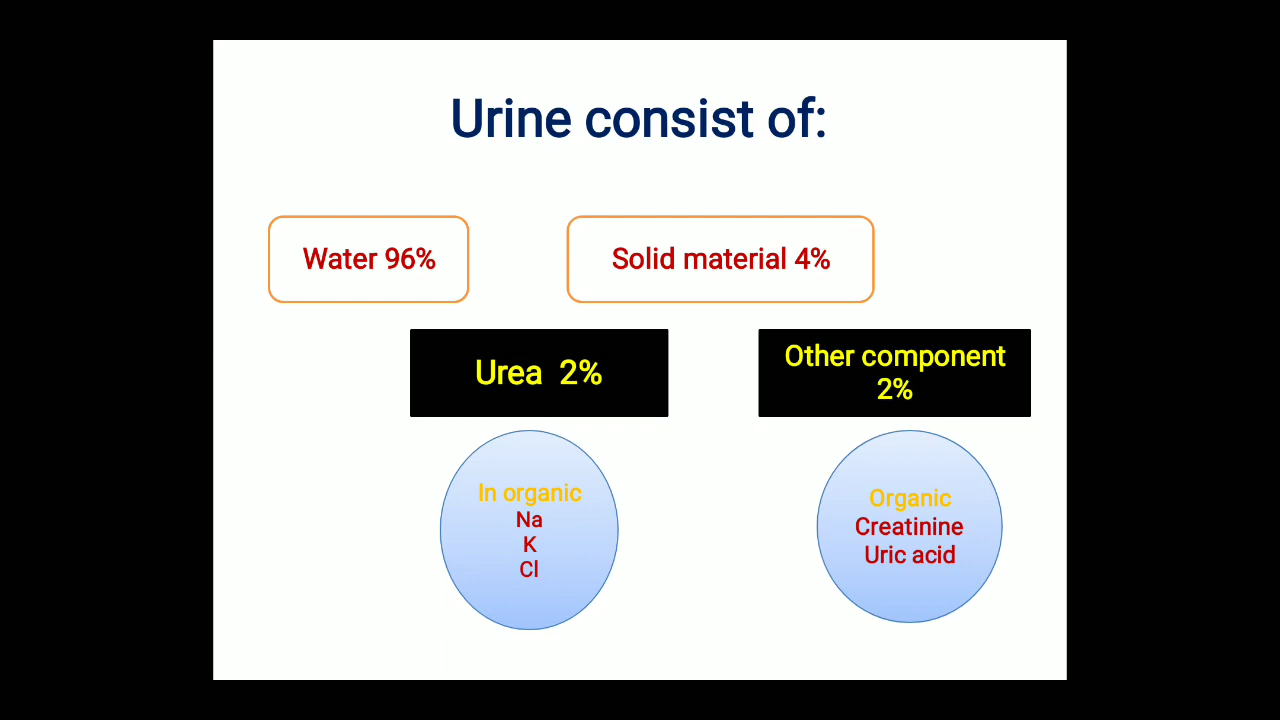 Urine consist of:
Water 96%
Solid material 4%
Urea 2%
Other component
2%
In organic
Na
K
Cl
Organic
Creatinine
Uric acid